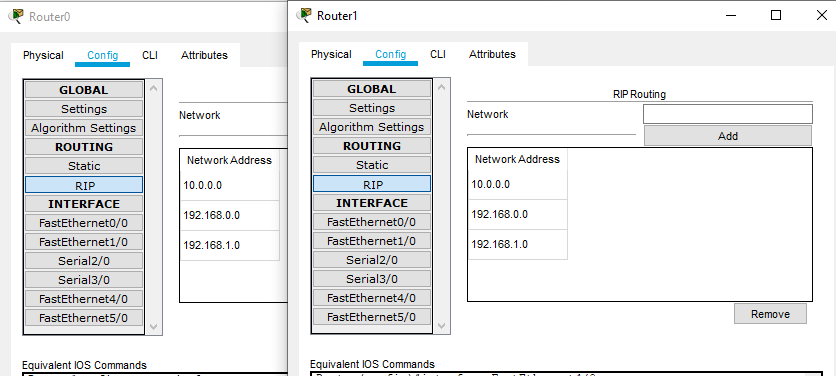 Router0
Physical Config CLI Attributes
GLOBAL
Settings
Algorithm Settings
ROUTING
Static
RIP
INTERFACE
FastEthernet0/0
FastEthernet1/0
Serial2/0
Serial3/0
FastEthernet4/0
FastEthernet5/0
Network
Network Address
10.0.0.0
192.168.0.0
192.168.1.0
Equivalent IOS Commands
Router1
Physical Config CLI Attributes
GLOBAL
Settings
Algorithm Settings
ROUTING
Static
RIP
INTERFACE
FastEthernet0/0
FastEthernet1/0
Serial2/0
Serial3/0
FastEthernet4/0
FastEthernet5/0
RIP Routing
Network
Add
Network Address
10.0.0.0
192.168.0.0
192.168.1.0
Remove
Equivalent IOS Commands